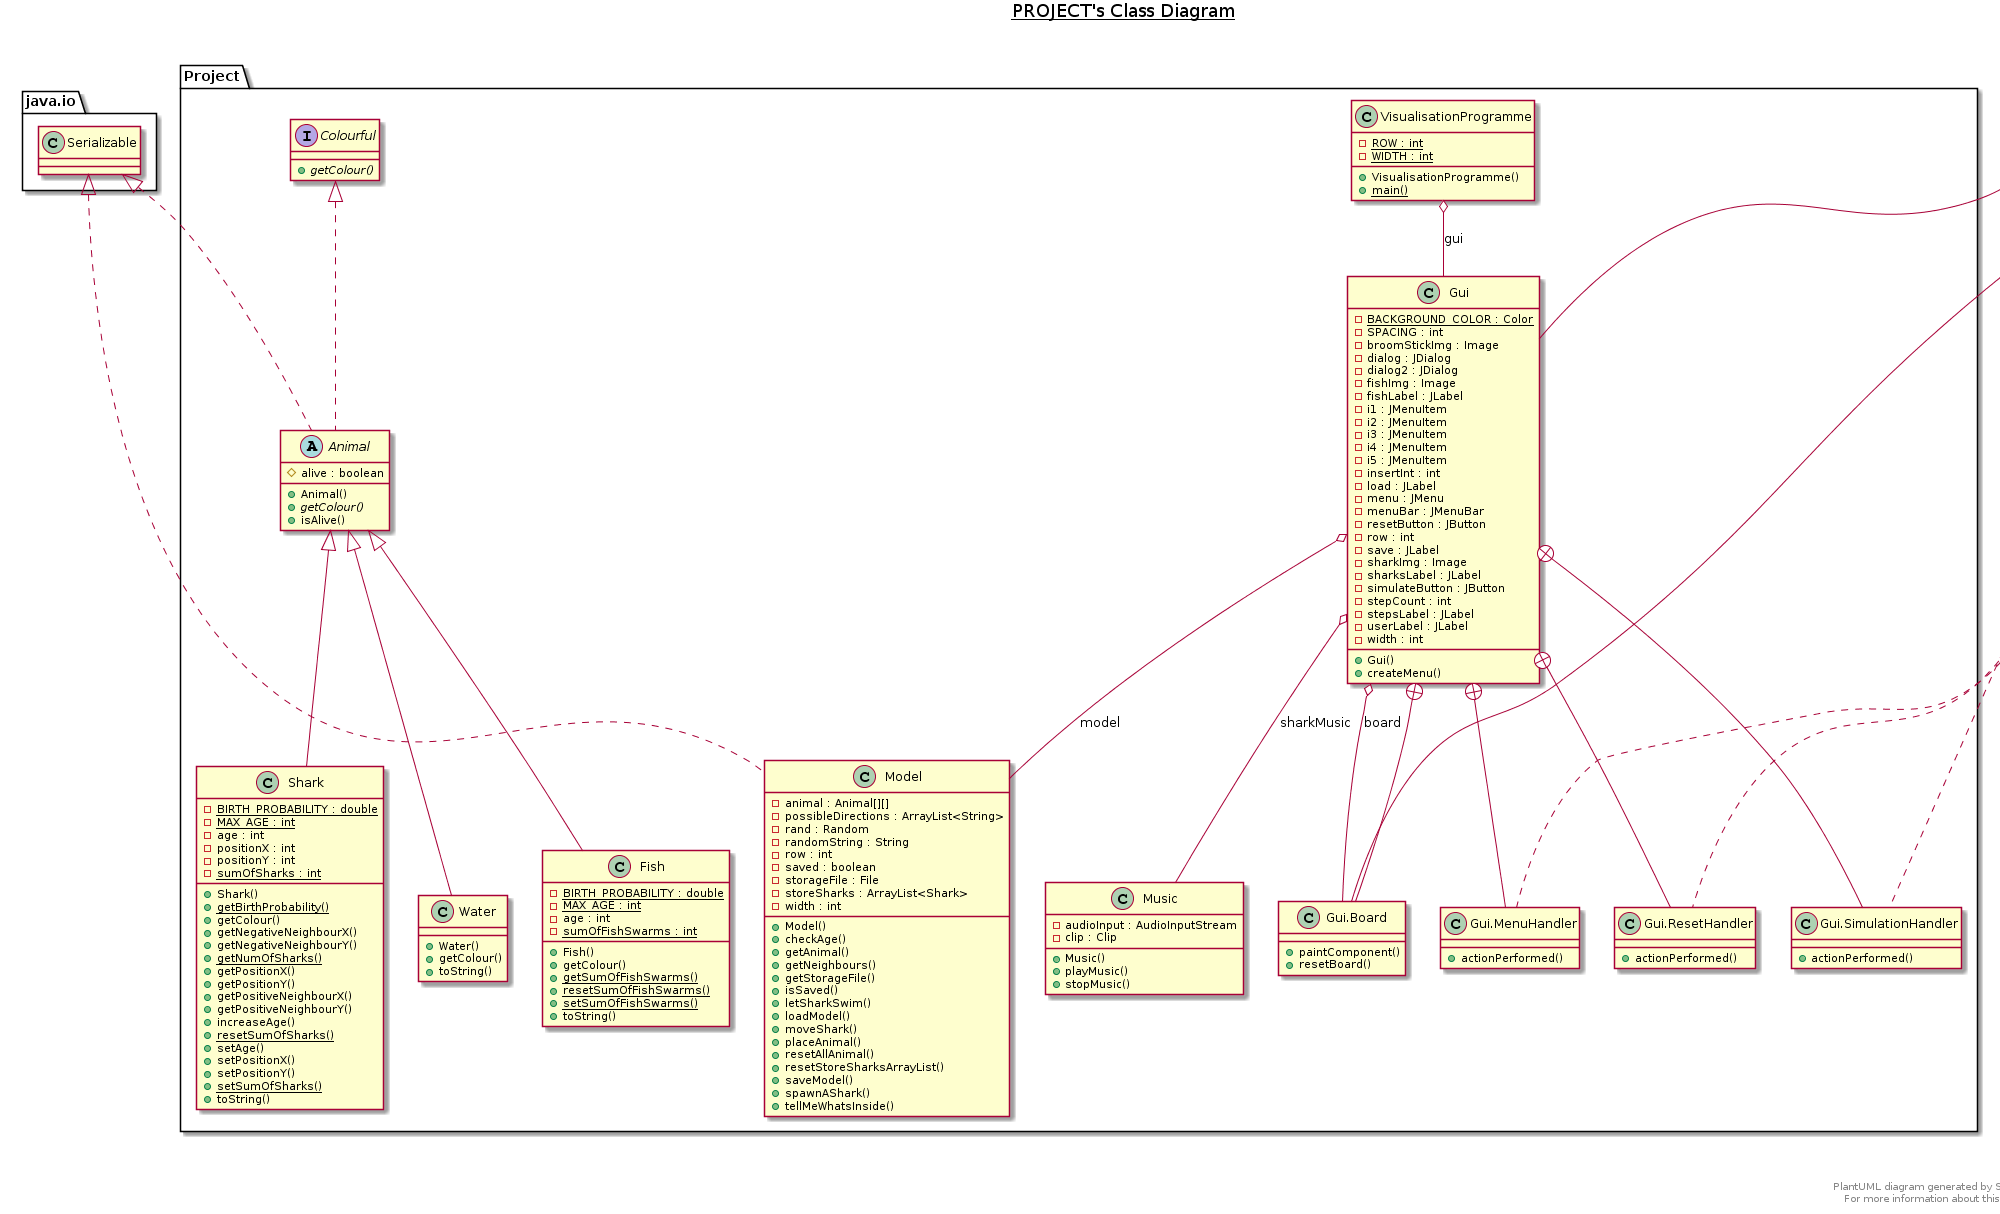 PROJECT's Class Diagram
Project
java.io
C Serializable
I Colourful
getColour()
C VisualisationProgramme
ROW : int
WIDTH : int
VisualisationProgramme()
main()
gui
C Gui
BACKGROUND_COLOR : Color
SPACING : int
broomStickImg : Image
dialog : JDialog
dialog2 : JDialog
fishImg : Image
fishLabel : JLabel
i1 : JMenuItem
i2 : JMenuItem
i3 : JMenuItem
i4 : JMenuItem
i5 : JMenuItem
insertInt : int
load : JLabel
menu : JMenu
menuBar : JMenuBar
resetButton : JButton
row : int
save : JLabel
sharkImg : Image
sharksLabel : JLabel
simulateButton : JButton
stepCount : int
stepsLabel : JLabel
userLabel : JLabel
width : int
Gui()
createMenu()
A Animal
alive : boolean
Animal()
getColour()
isAlive()
model
sharkMusic
board
C Shark
BIRTH_PROBABILITY : double
MAX_AGE : int
age : int
positionX : int
positionY : int
sumOfSharks : int
Shark()
getBirthProbability()
getColour()
getNegativeNeighbourX()
getNegativeNeighbourY()
getNumOfSharks()
getPositionX()
getPositionY()
getPositiveNeighbourX()
getPositiveNeighbourY()
increaseAge()
resetSumOfSharks()
setAge()
setPositionX()
setPositionY()
setSumOfSharks()
toString()
C Water
Water()
getColour()
toString()
C Fish
BIRTH_PROBABILITY : double
MAX_AGE : int
age : int
sumOfFishSwarms : int
Fish()
getColour()
getSumOfFishSwarms()
resetSumOfFishSwarms()
setSumOfFishSwarms()
toString()
C Model
animal : Animal[][]
possibleDirections : ArrayList<String>
rand : Random
randomString : String
row : int
saved : boolean
storageFile : File
storeSharks : ArrayList<Shark>
width : int
Model()
checkAge()
getAnimal()
getNeighbours()
getStorageFile()
isSaved()
letSharkSwim()
loadModel()
moveShark()
placeAnimal()
resetAllAnimal()
resetStoreSharksArrayList()
saveModel()
spawnAShark()
tellMeWhatsInside()
C Music
audioInput : AudioInputStream
clip : Clip
Music()
playMusic()
stopMusic()
C Gui.Board
paintComponent()
resetBoard()
C Gui.MenuHandler
actionPerformed()
C Gui.ResetHandler
actionPerformed()
C Gui.SimulationHandler
actionPerformed()
PlantUML diagram generated by S
For more information about this